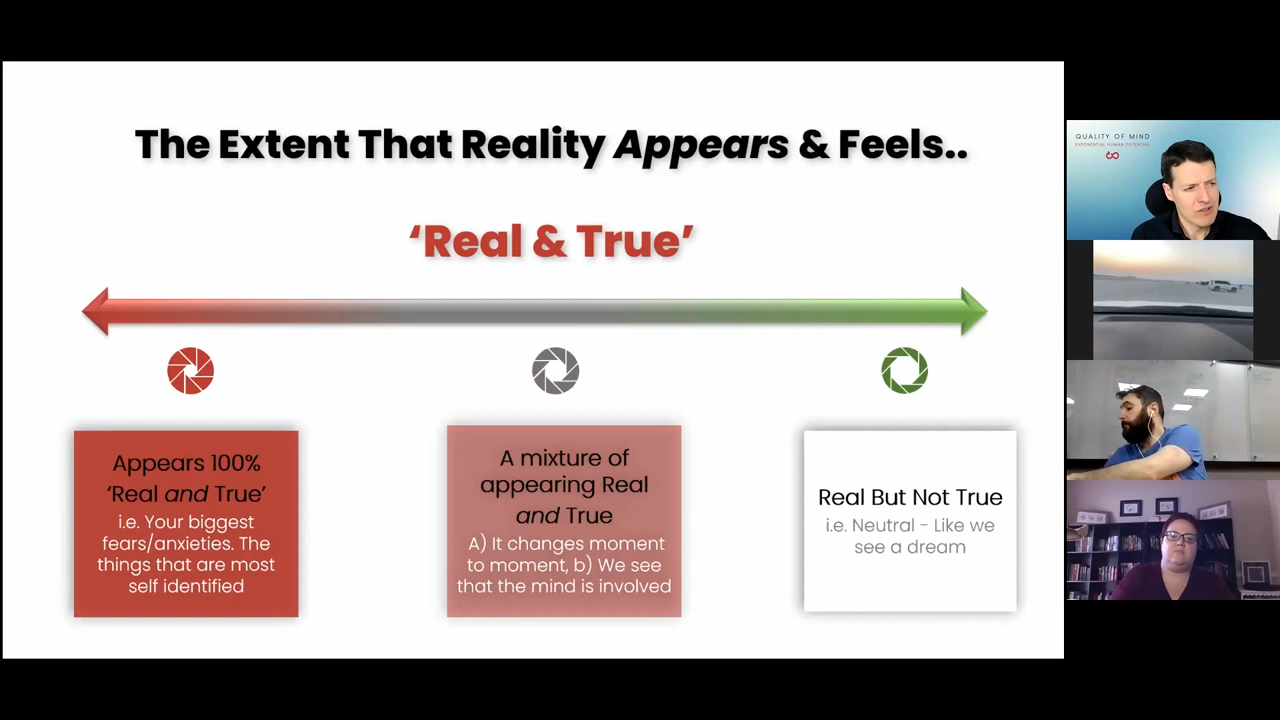 The Extent That Reality Appears & Feels..
‘Real & True’
Appears 100%
‘Real and True’
i.e. Your biggest
fears/anxieties. The
things that are most
self identified
A mixture of
appearing Real
and True
A) It changes moment
to moment, b) We see
that the mind is involved
Real But Not True
i.e. Neutral - Like we
see a dream
QUALITY OF MIND
EXPONENTIAL HUMAN POTENTIAL